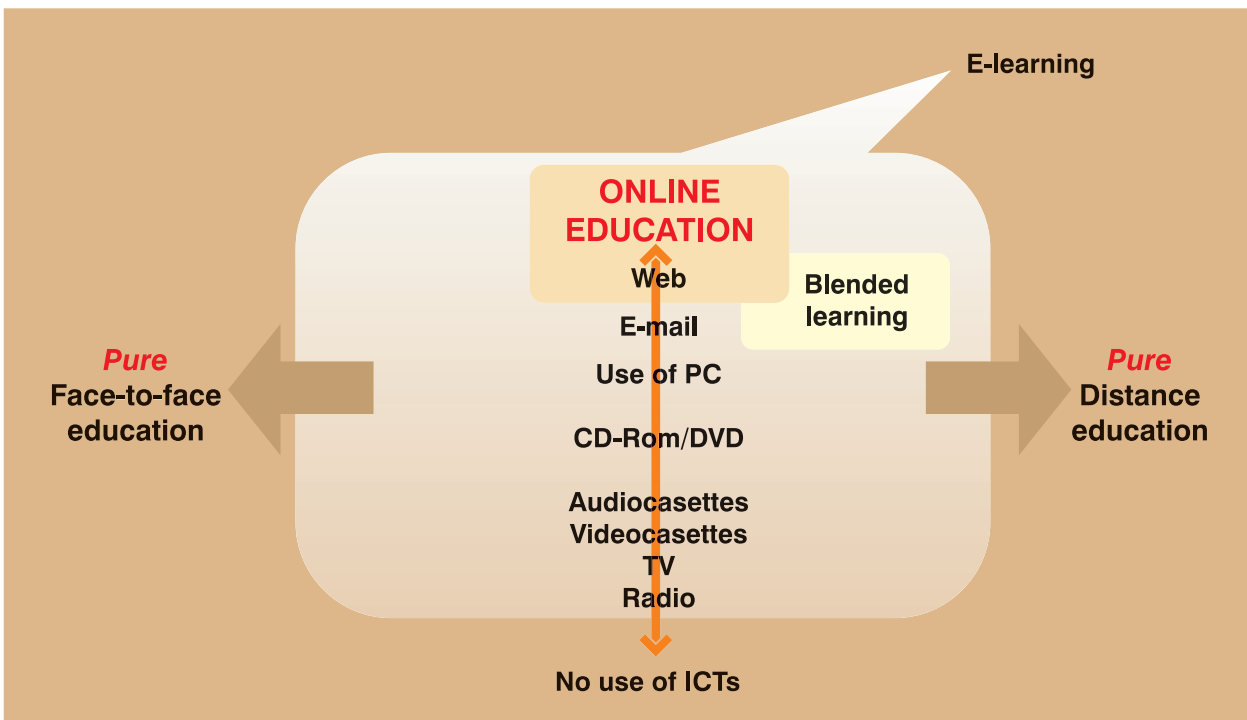 E-learning
ONLINE
EDUCATION
Web
Blended
learning
E-mail
Use of PC
Pure
Face-to-face
education
Pure
Distance
education
CD-Rom/DVD
Audiocasettes
Videocasettes
TV
Radio
No use of ICTs